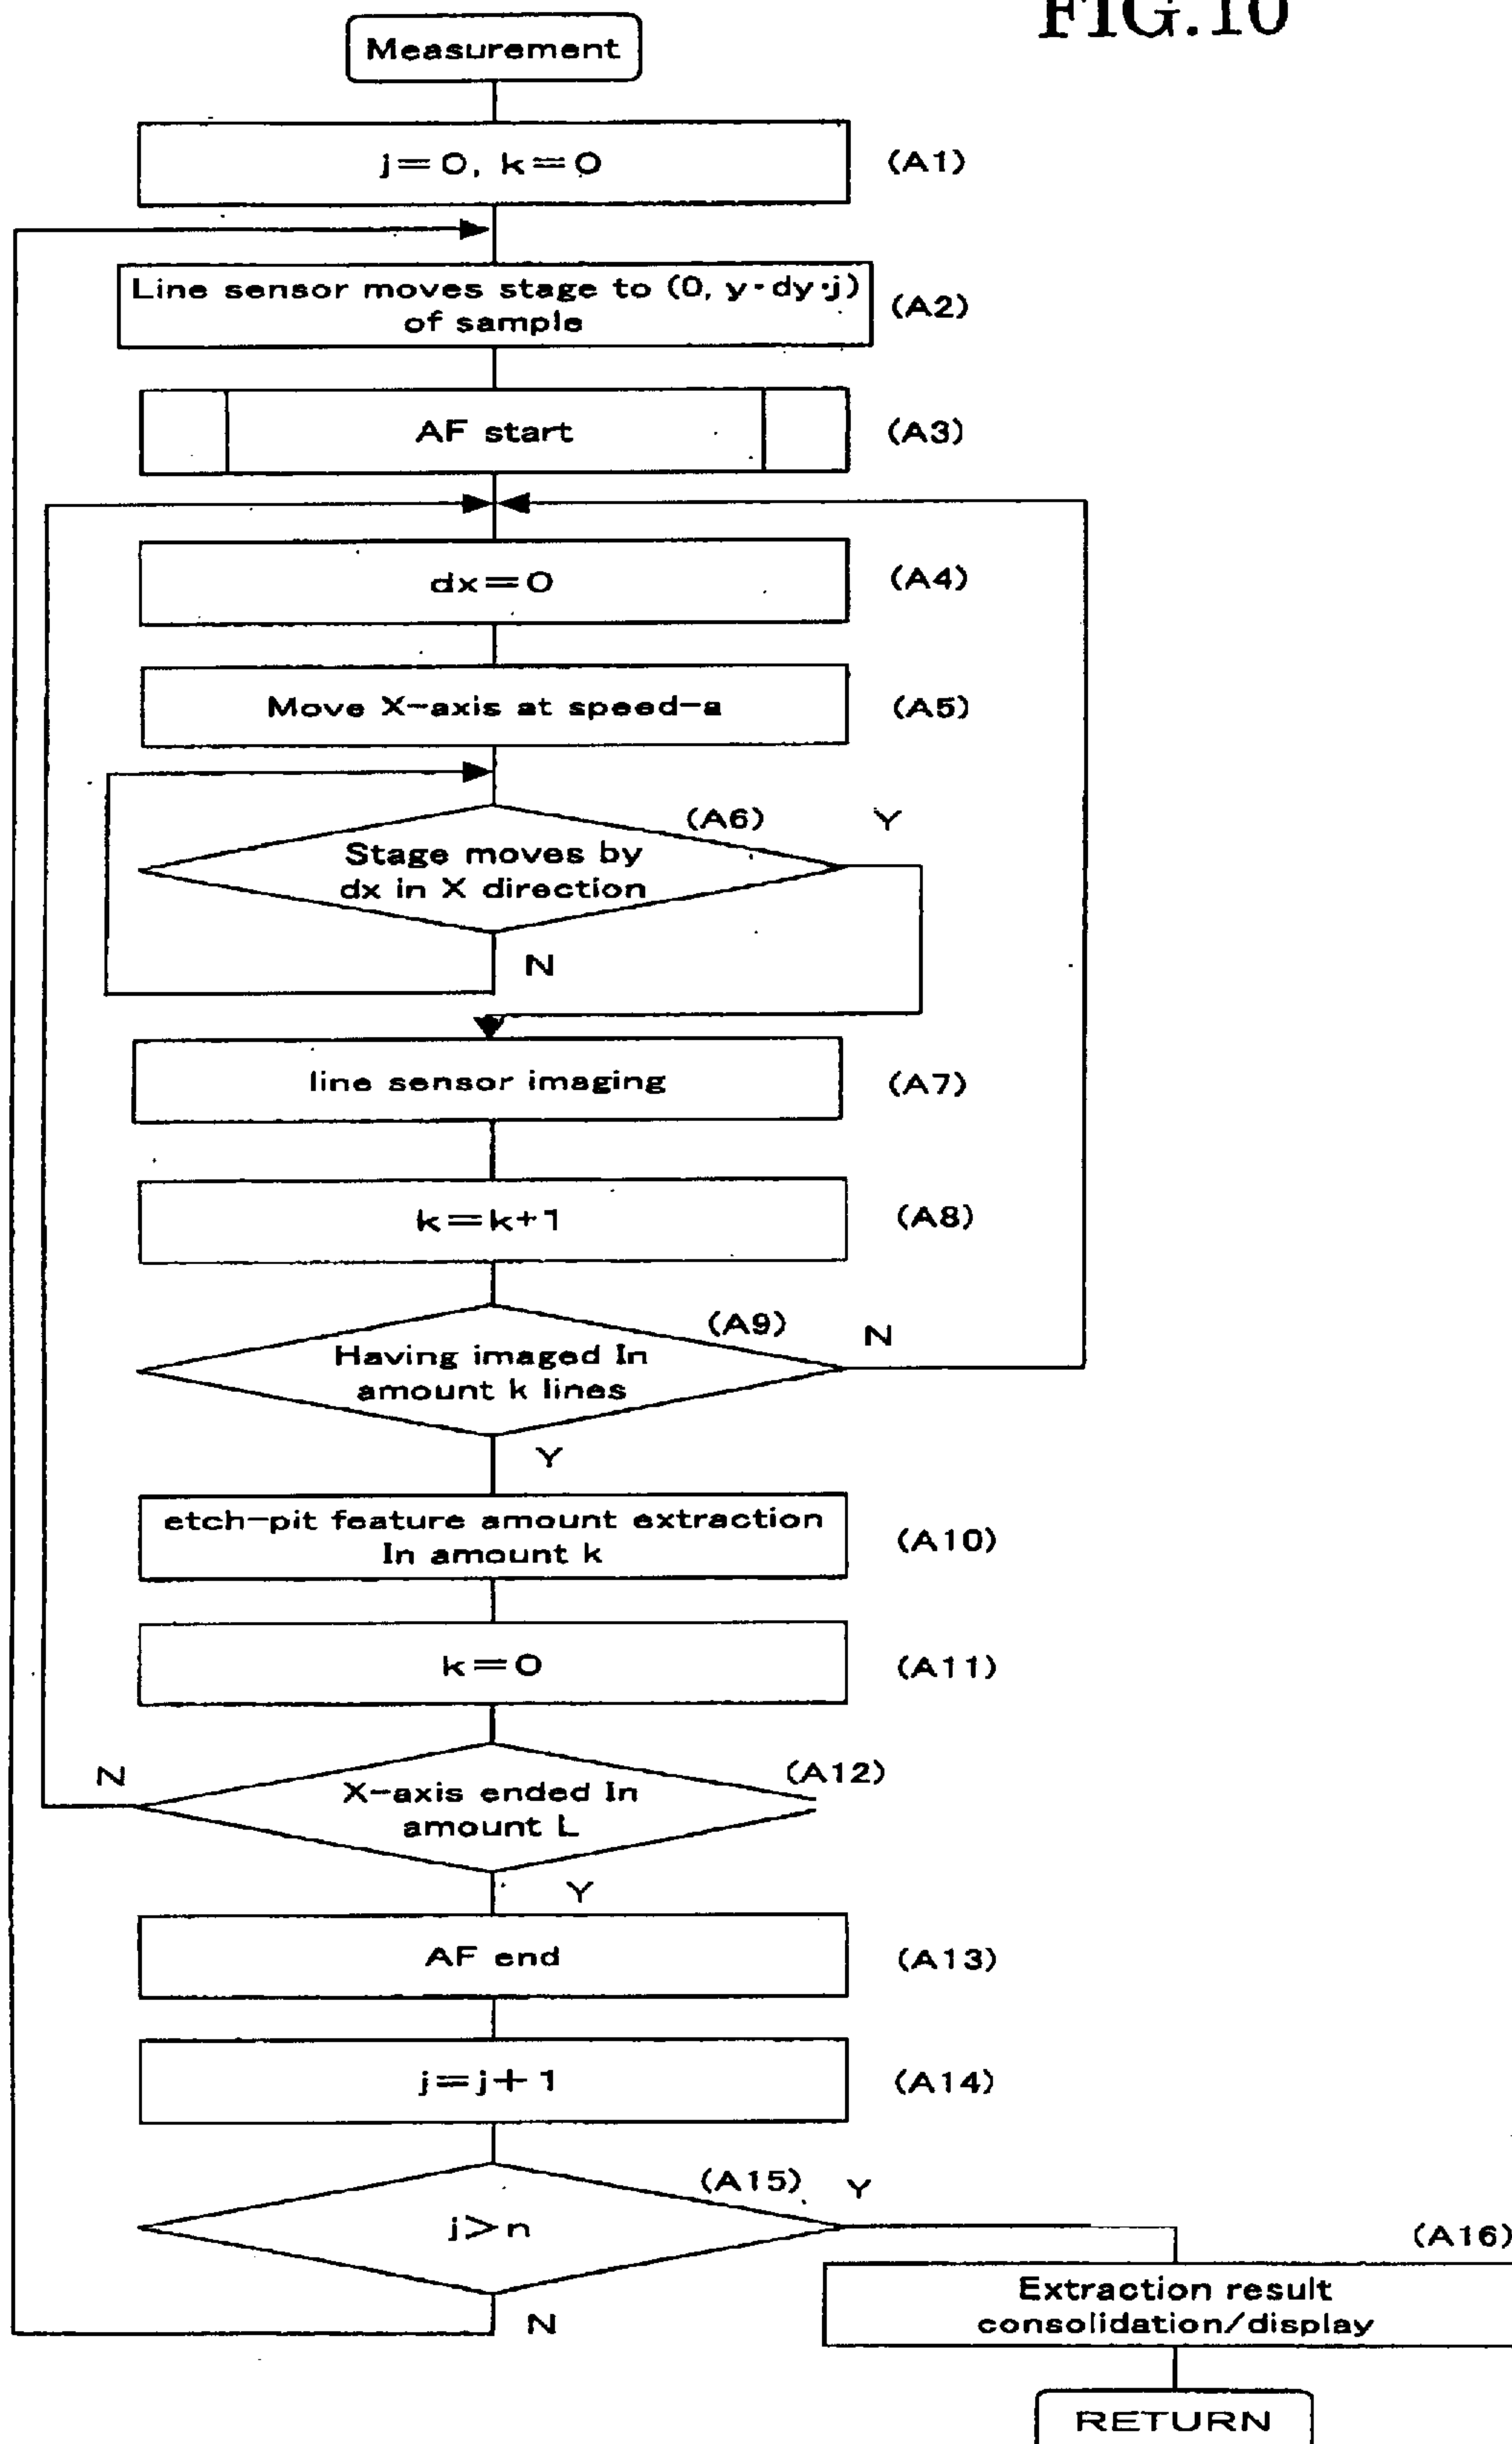 FIG.10
Measurement
j=0, k=0
(A1)
Line sensor moves stage to (0, y·dy·j)
of sample
(A2)
AF start
(A3)
dx=0
(A4)
Move X-axis at speed-a
(A5)
(A6)
Y
Stage moves by
dx in X direction
N
line sensor imaging
(A7)
k=k+1
(A8)
(A9)
N
Having imaged In
amount k lines
Y
etch-pit feature amount extraction
In amount k
(A10)
k=0
(A11)
N
(A12)
X-axis ended In
amount L
Y
AF end
(A13)
j=j+1
(A14)
(A15)
Y
j>n
N
(A16)
Extraction result
consolidation/display
RETURN